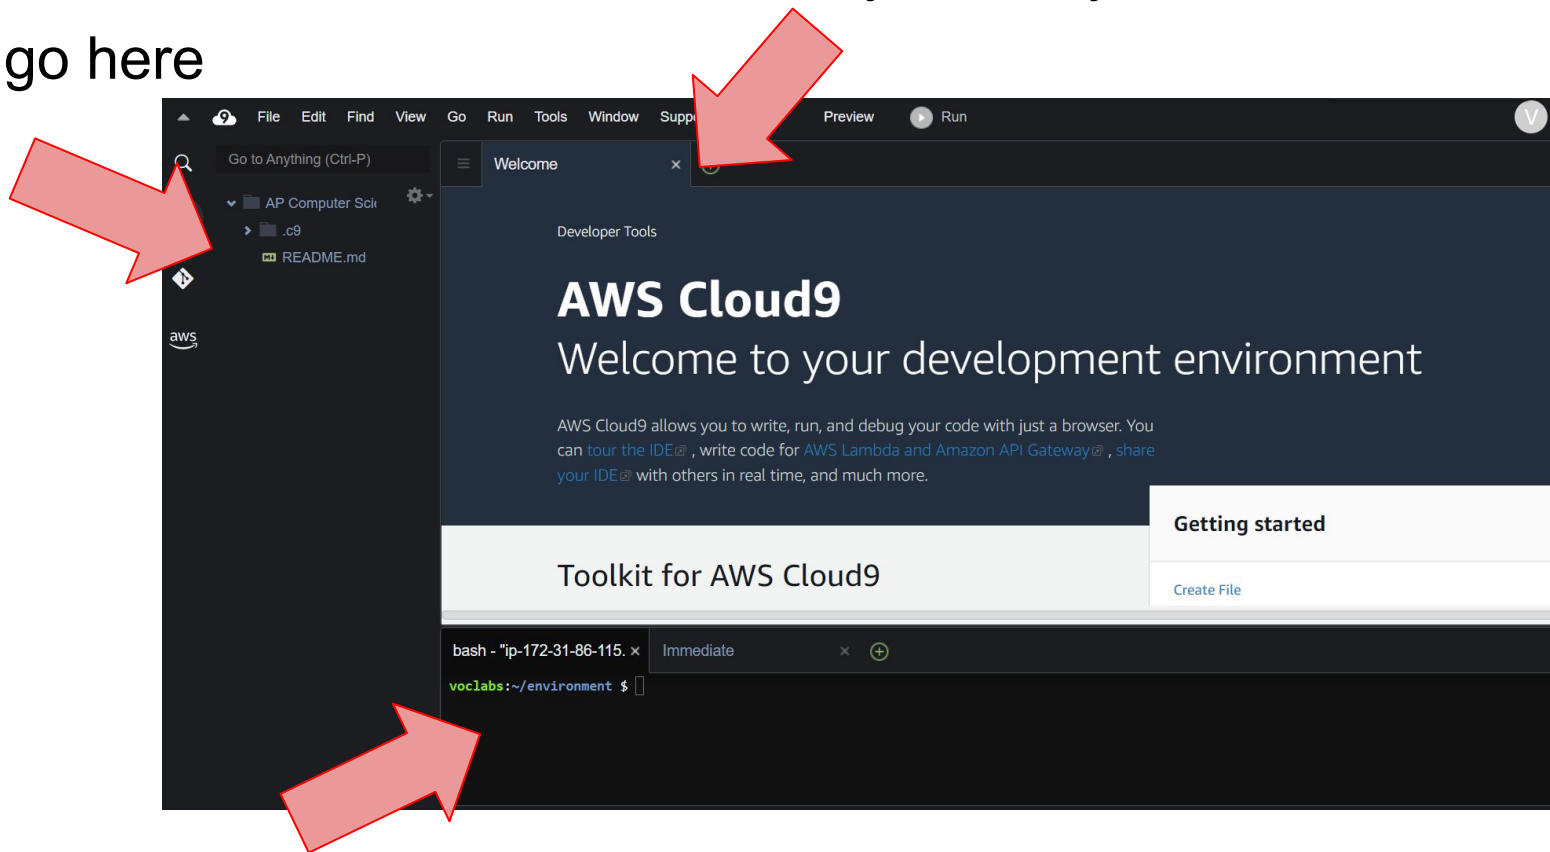 go here
File Edit Find View Go Run Tools Window Preview Run V
Go to Anything (Ctrl-P)
Welcome
AP Computer
.c9
README.md
aws
Developer Tools
AWS Cloud9
Welcome to your development environment
AWS Cloud9 allows you to write, run, and debug your code with just a browser. You
can tour the IDE , write code for AWS Lambda and Amazon API Gateway , share
your IDE with others in real time, and much more.
Getting started
Toolkit for AWS Cloud9
Create File
bash - "ip-172-31-86-115.
Immediate
voclabs:~/environment $